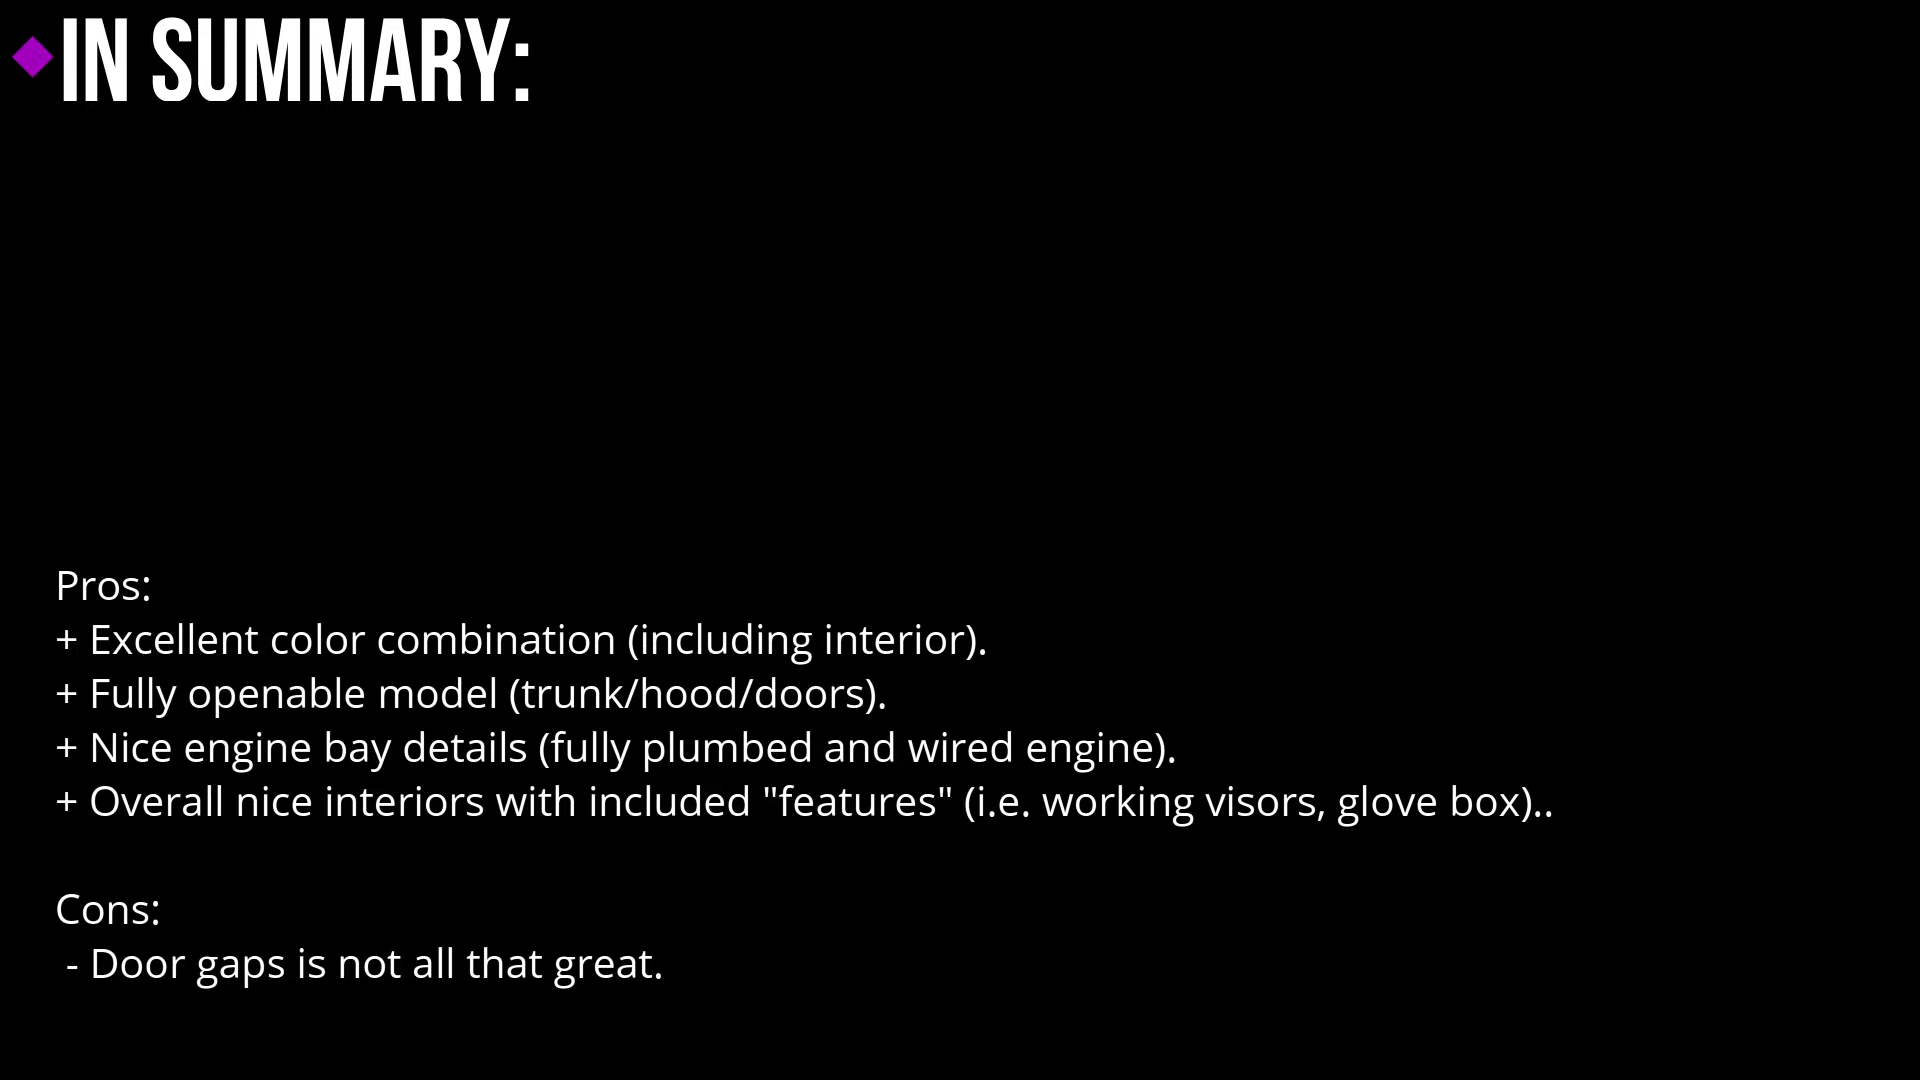 IN SUMMARY:
Pros:
+ Excellent color combination (including interior).
+ Fully openable model (trunk/hood/doors).
+ Nice engine bay details (fully plumbed and wired engine).
+ Overall nice interiors with included "features" (i.e. working visors, glove box)..
Cons:
- Door gaps is not all that great.